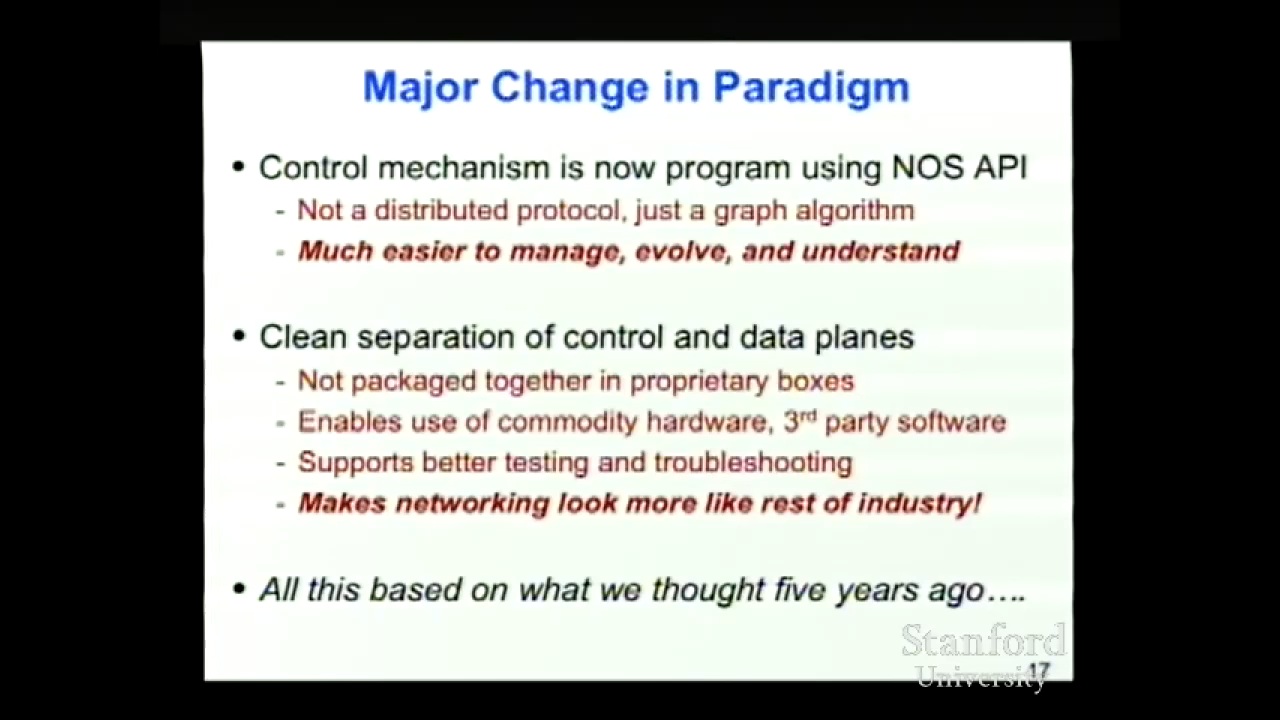 Major Change in Paradigm
• Control mechanism is now program using NOS API
- Not a distributed protocol, just a graph algorithm
- Much easier to manage, evolve, and understand
• Clean separation of control and data planes
- Not packaged together in proprietary boxes
- Enables use of commodity hardware, 3rd party software
- Supports better testing and troubleshooting
- Makes networking look more like rest of industry!
• All this based on what we thought five years ago....
Stanford
University
17